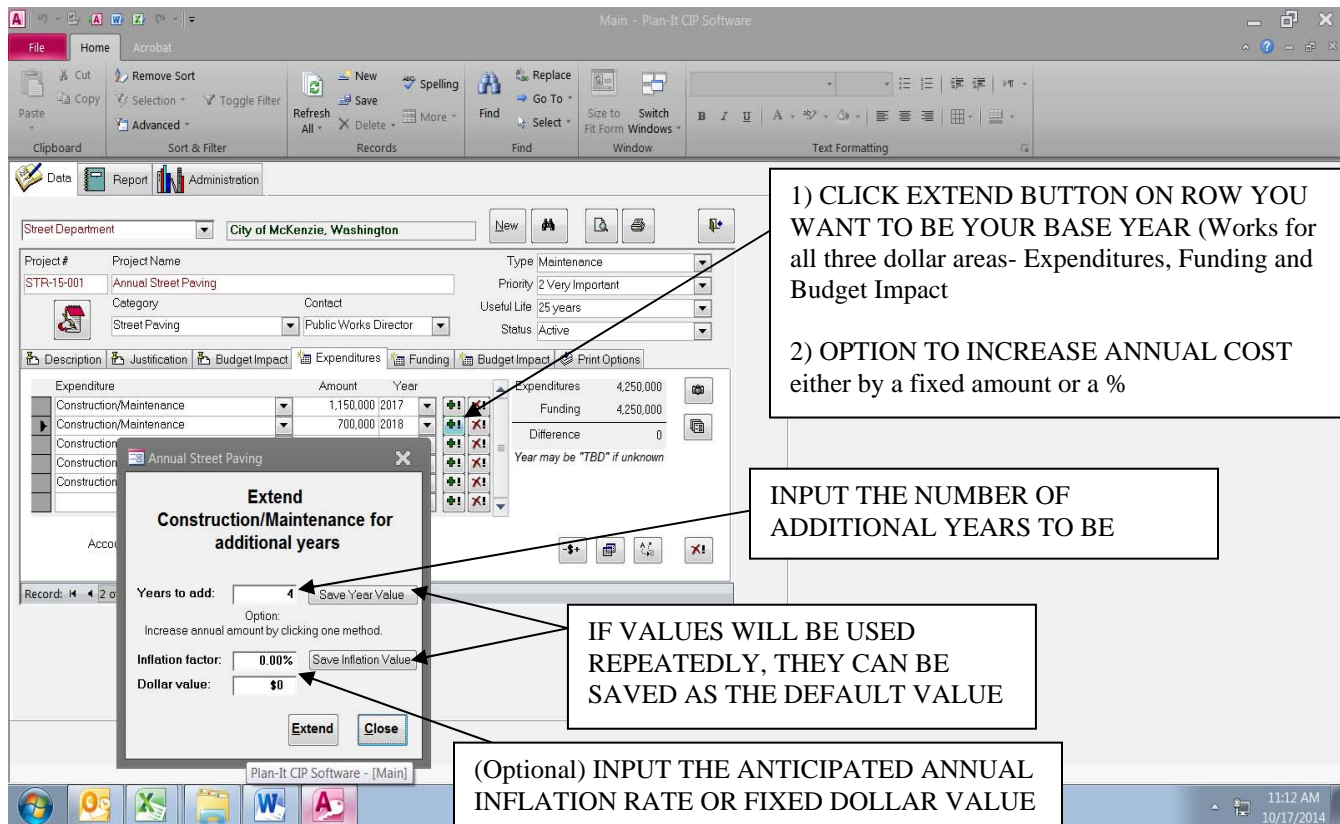 Main - Plan-It CIP Software
File Home Acrobat
Paste
Cut
Copy
Clipboard
Remove Sort
Selection
Toggle Filter
Advanced
Sort & Filter
Refresh All
New
Save
Delete
Spelling
More
Records
Find
Replace
Go To
Select
Find
Size to Fit Form
Switch Windows
Window
B I U A
Text Formatting
Data Report Administration
Street Department City of McKenzie, Washington New
Project # Project Name Type Maintenance
STR-15-001 Annual Street Paving Priority 2 Very Important
Category Contact Useful Life 25 years
Street Paving Public Works Director Status Active
Description Justification Budget Impact Expenditures Funding Budget Impact Print Options
Expenditure Amount Year Expenditures 4,250,000
Construction/Maintenance 1,150,000 2017 Funding 4,250,000
Construction/Maintenance 700,000 2018 Difference 0
Construction
Construction
Construction
Year may be "TBD" if unknown
Accou
-$+
Record: 2 o
Annual Street Paving
Extend
Construction/Maintenance for
additional years
Years to add: 4 Save Year Value
Option:
Increase annual amount by clicking one method.
Inflation factor: 0.00% Save Inflation Value
Dollar value: $0
Extend Close
Plan-It CIP Software - [Main]
1) CLICK EXTEND BUTTON ON ROW YOU
WANT TO BE YOUR BASE YEAR (Works for
all three dollar areas- Expenditures, Funding and
Budget Impact
2) OPTION TO INCREASE ANNUAL COST
either by a fixed amount or a %
INPUT THE NUMBER OF
ADDITIONAL YEARS TO BE
IF VALUES WILL BE USED
REPEATEDLY, THEY CAN BE
SAVED AS THE DEFAULT VALUE
(Optional) INPUT THE ANTICIPATED ANNUAL
INFLATION RATE OR FIXED DOLLAR VALUE
11:12 AM
10/17/2014